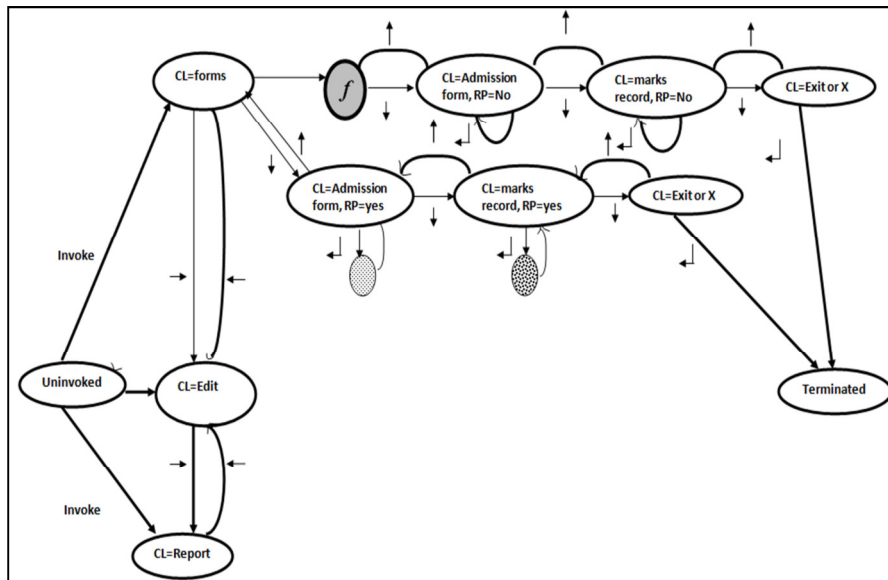 CL=forms
f
CL=Admission
form, RP=No
CL=marks
record, RP=No
CL=Exit or X
CL=Admission
form, RP=yes
CL=marks
record, RP=yes
CL=Exit or X
Invoke
Uninvoked
CL=Edit
Terminated
Invoke
CL=Report